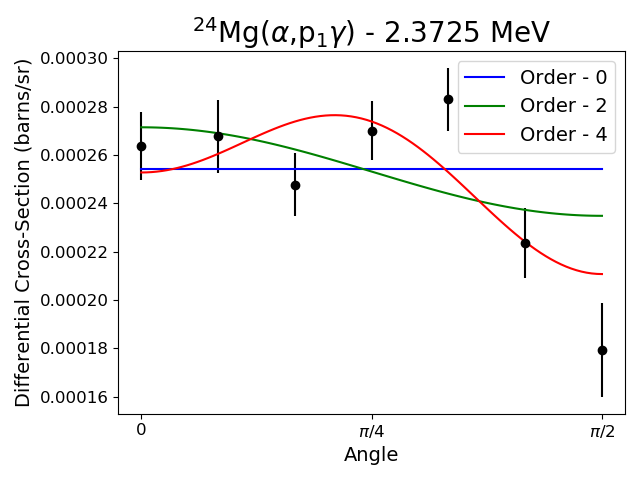 ²⁴Mg(α,p₁γ) - 2.3725 MeV
Differential Cross-Section (barns/sr)
0.00030
0.00028
0.00026
0.00024
0.00022
0.00020
0.00018
0.00016
Order - 0
Order - 2
Order - 4
0 π/4 π/2
Angle